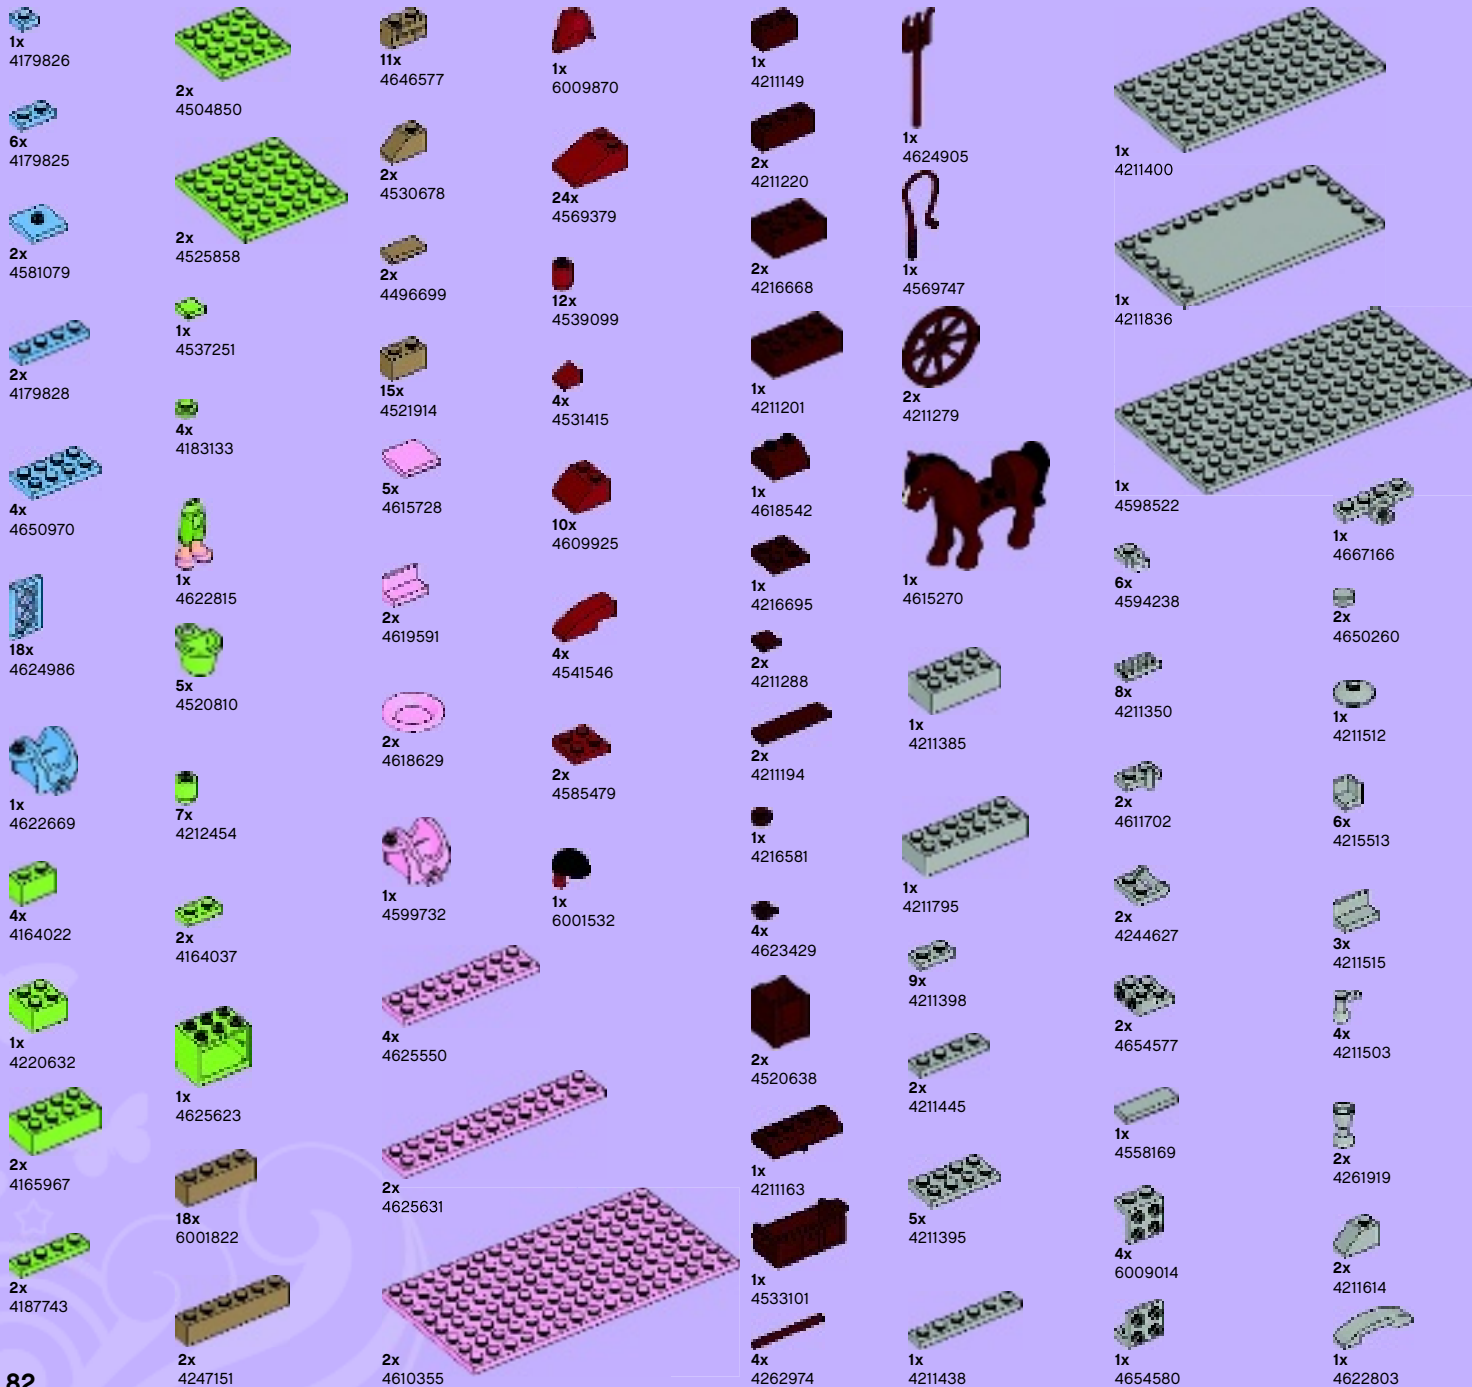 1x
4179826
6x
4179825
2x
4581079
2x
4179828
4x
4650970
18x
4624986
1x
4622669
4x
4164022
1x
4220632
2x
4165967
2x
4187743
2x
4504850
2x
4525858
1x
4537251
4x
4183133
1x
4622815
5x
4520810
7x
4212454
2x
4164037
1x
4625623
18x
6001822
2x
4247151
11x
4646577
2x
4530678
2x
4496699
15x
4521914
5x
4615728
2x
4619591
2x
4618629
1x
4599732
4x
4625550
2x
4625631
2x
4610355
1x
6009870
24x
4569379
12x
4539099
4x
4531415
10x
4609925
4x
4541546
2x
4585479
1x
6001532
1x
4211149
2x
4211220
2x
4216668
1x
4211201
1x
4618542
1x
4216695
2x
4211288
2x
4211194
1x
4216581
4x
4623429
2x
4520638
1x
4211163
1x
4533101
4x
4262974
1x
4624905
1x
4569747
2x
4211279
1x
4615270
1x
4211385
1x
4211795
9x
4211398
2x
4211445
5x
4211395
1x
4211438
1x
4211400
1x
4211836
1x
4598522
6x
4594238
8x
4211350
2x
4611702
2x
4244627
2x
4654577
1x
4558169
4x
6009014
1x
4654580
1x
4667166
2x
4650260
1x
4211512
6x
4215513
3x
4211515
4x
4211503
2x
4261919
2x
4211614
1x
4622803
82